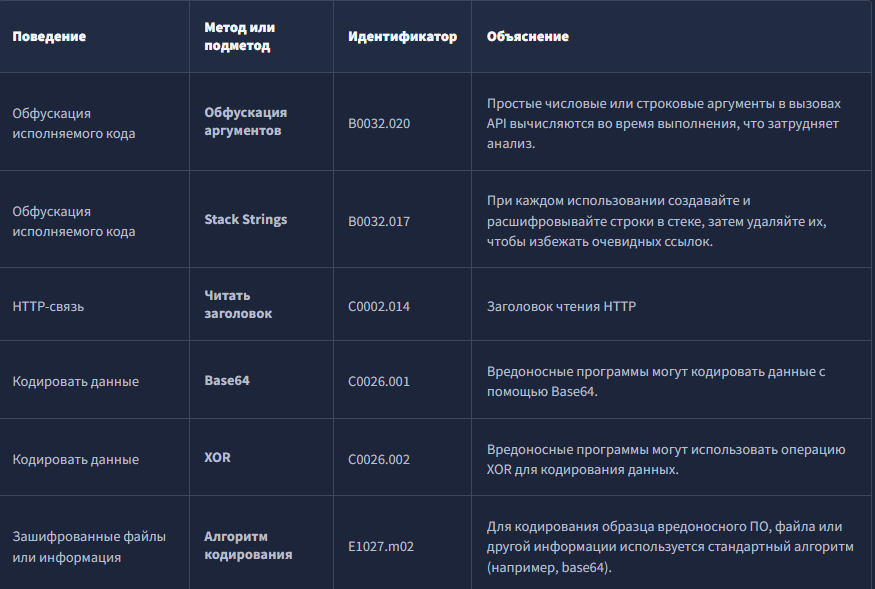 Поведение
Метод или
подметод
Идентификатор
Объяснение
Обфускация
исполняемого кода
Обфускация
аргументов
B0032.020
Простые числовые или строковые аргументы в вызовах
API вычисляются во время выполнения, что затрудняет
анализ.
Обфускация
исполняемого кода
Stack Strings
B0032.017
При каждом использовании создавайте и
расшифровывайте строки в стеке, затем удаляйте их,
чтобы избежать очевидных ссылок.
HTTP-связь
Читать
заголовок
C0002.014
Заголовок чтения HTTP
Кодировать данные
Base64
C0026.001
Вредоносные программы могут кодировать данные с
помощью Base64.
Кодировать данные
XOR
C0026.002
Вредоносные программы могут использовать операцию
XOR для кодирования данных.
Зашифрованные файлы
или информация
Алгоритм
кодирования
E1027.m02
Для кодирования образца вредоносного ПО, файла или
другой информации используется стандартный алгоритм
(например, base64).